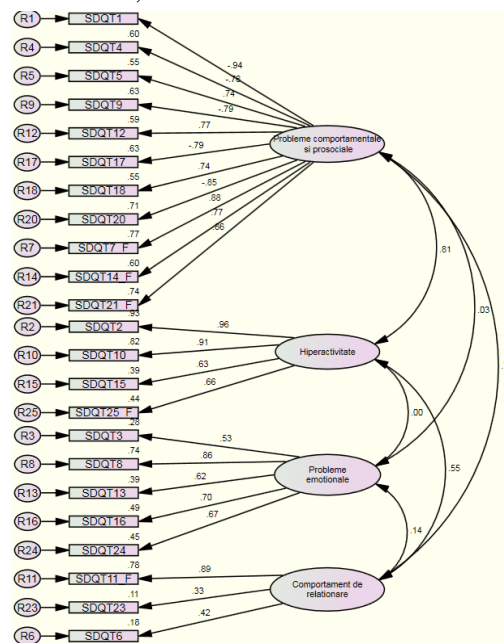 R1 SDQT1
.60
R4 SDQT4
.55
R5 SDQT5
.63
R9 SDQT9
.59
R12 SDQT12
.63
R17 SDQT17
.55
R18 SDQT18
.71
R20 SDQT20
.77
R7 SDQT7_F
.60
R14 SDQT14_F
.74
R21 SDQT21_F
.93
R2 SDQT2
.82
R10 SDQT10
.39
R15 SDQT15
.44
R25 SDQT25_F
.28
R3 SDQT3
.74
R8 SDQT8
.39
R13 SDQT13
.49
R16 SDQT16
.45
R24 SDQT24
.78
R11 SDQT11_F
.11
R23 SDQT23
.18
R6 SDQT6
-.94
-.78
.74
-.79
.77
-.79
.74
-.85
.88
.77
.66
Probleme comportamentale
si prosociale
.96
.91
.63
.66
Hiperactivitate
.53
.86
.62
.70
.67
Probleme
emotionale
.89
.33
.42
Comportament de
relationare
.81
.03
.00
.55
.14